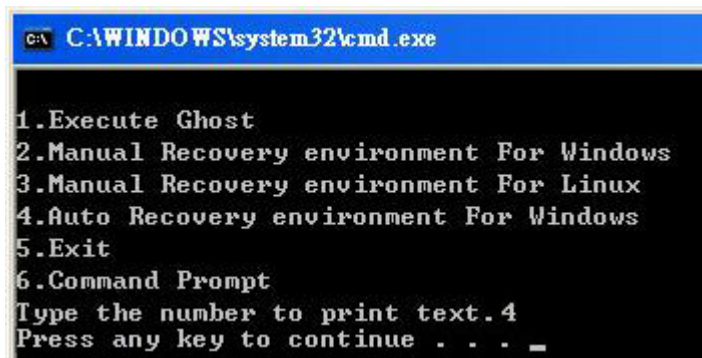 C:\WINDOWS\system32\cmd.exe
1.Execute Ghost
2.Manual Recovery environment For Windows
3.Manual Recovery environment For Linux
4.Auto Recovery environment For Windows
5.Exit
6.Command Prompt
Type the number to print text.4
Press any key to continue . . . _